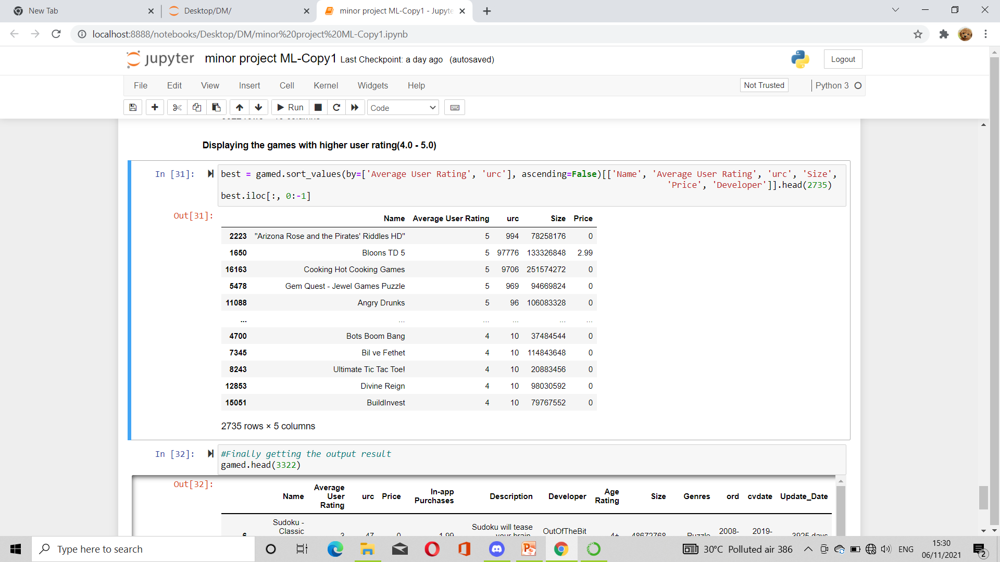 New Tab
Desktop/DM/
minor project ML-Copy1 - Jupyte
localhost:8888/notebooks/Desktop/DM/minor%20project%20ML-Copy1.ipynb
jupyter minor project ML-Copy1 Last Checkpoint: a day ago (autosaved)
Logout
File Edit View Insert Cell Kernel Widgets Help
Not Trusted
Python 3
Run
Code
Displaying the games with higher user rating(4.0 - 5.0)
In [31]:
best = gamed.sort_values(by=['Average User Rating', 'urc'], ascending=False)[['Name', 'Average User Rating', 'urc', 'Size',
'Price', 'Developer']].head(2735)
best.iloc[:, 0:-1]
Out[31]:
Name Average User Rating urc Size Price
2223 "Arizona Rose and the Pirates' Riddles HD" 5 994 78258176 0
1650 Bloons TD 5 5 97776 133326848 2.99
16163 Cooking Hot Cooking Games 5 9706 251574272 0
5478 Gem Quest - Jewel Games Puzzle 5 969 94669824 0
11088 Angry Drunks 5 96 106083328 0
... ... ... ... ... ...
4700 Bots Boom Bang 4 10 37484544 0
7345 Bil ve Fethet 4 10 114843648 0
8243 Ultimate Tic Tac Toe! 4 10 20883456 0
12853 Divine Reign 4 10 98030592 0
15051 BuildInvest 4 10 79767552 0
2735 rows × 5 columns
In [32]:
#Finally getting the output result
gamed.head(3322)
Out[32]:
Name Average User Rating urc Price In-app Purchases Description Developer Age Rating Size Genres ord cvdate Update_Date
Sudoku -
Classic
Sudoku will tease
OutOfTheBit
2008-
2019-
Type here to search
30°C Polluted air 386
ENG
15:30
06/11/2021
2